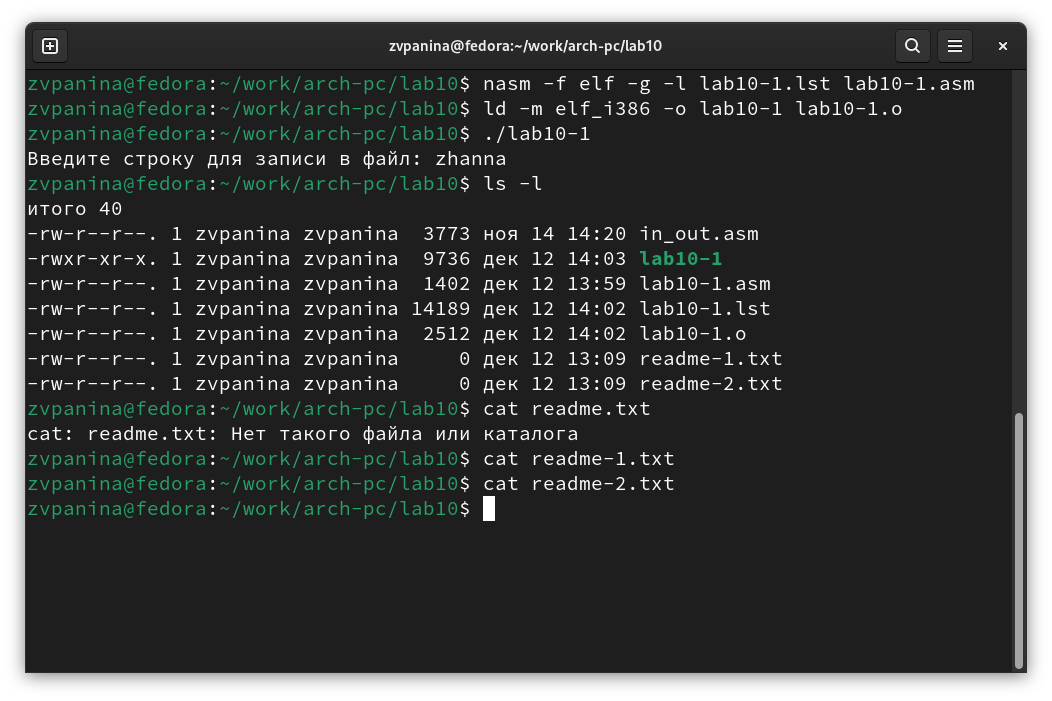 zvpanina@fedora:~/work/arch-pc/lab10
zvpanina@fedora:~/work/arch-pc/lab10$ nasm -f elf -g -l lab10-1.lst lab10-1.asm
zvpanina@fedora:~/work/arch-pc/lab10$ ld -m elf_i386 -o lab10-1 lab10-1.o
zvpanina@fedora:~/work/arch-pc/lab10$ ./lab10-1
Введите строку для записи в файл: zhanna
zvpanina@fedora:~/work/arch-pc/lab10$ ls -l
итого 40
-rw-r--r--. 1 zvpanina zvpanina  3773 ноя 14 14:20 in_out.asm
-rwxr-xr-x. 1 zvpanina zvpanina  9736 дек 12 14:03 lab10-1
-rw-r--r--. 1 zvpanina zvpanina  1402 дек 12 13:59 lab10-1.asm
-rw-r--r--. 1 zvpanina zvpanina 14189 дек 12 14:02 lab10-1.lst
-rw-r--r--. 1 zvpanina zvpanina  2512 дек 12 14:02 lab10-1.o
-rw-r--r--. 1 zvpanina zvpanina     0 дек 12 13:09 readme-1.txt
-rw-r--r--. 1 zvpanina zvpanina     0 дек 12 13:09 readme-2.txt
zvpanina@fedora:~/work/arch-pc/lab10$ cat readme.txt
cat: readme.txt: Нет такого файла или каталога
zvpanina@fedora:~/work/arch-pc/lab10$ cat readme-1.txt
zvpanina@fedora:~/work/arch-pc/lab10$ cat readme-2.txt
zvpanina@fedora:~/work/arch-pc/lab10$